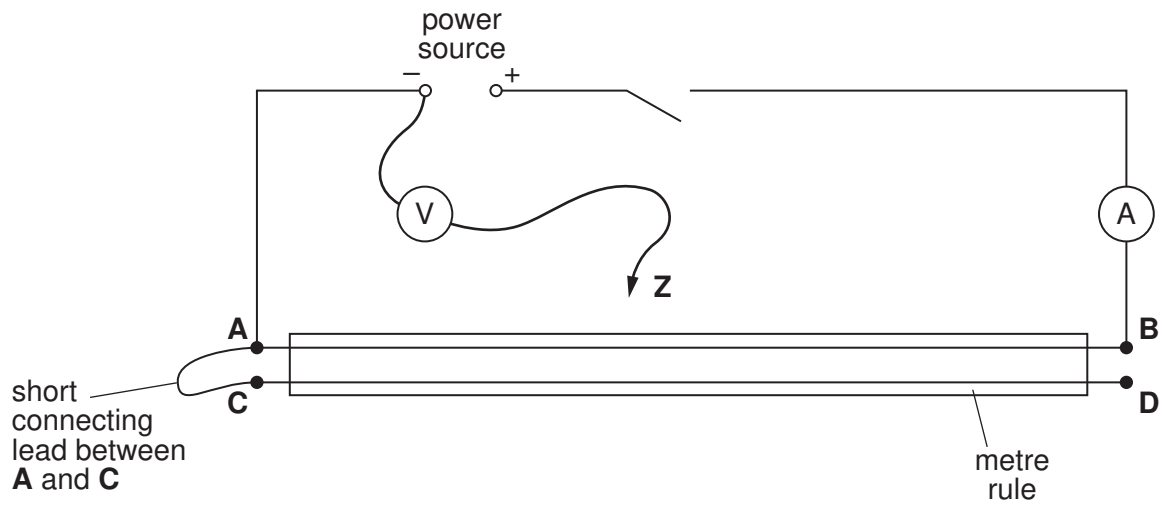 power
source
– +
V
A
Z
A
B
short
connecting
lead between
A and C
C
D
metre
rule